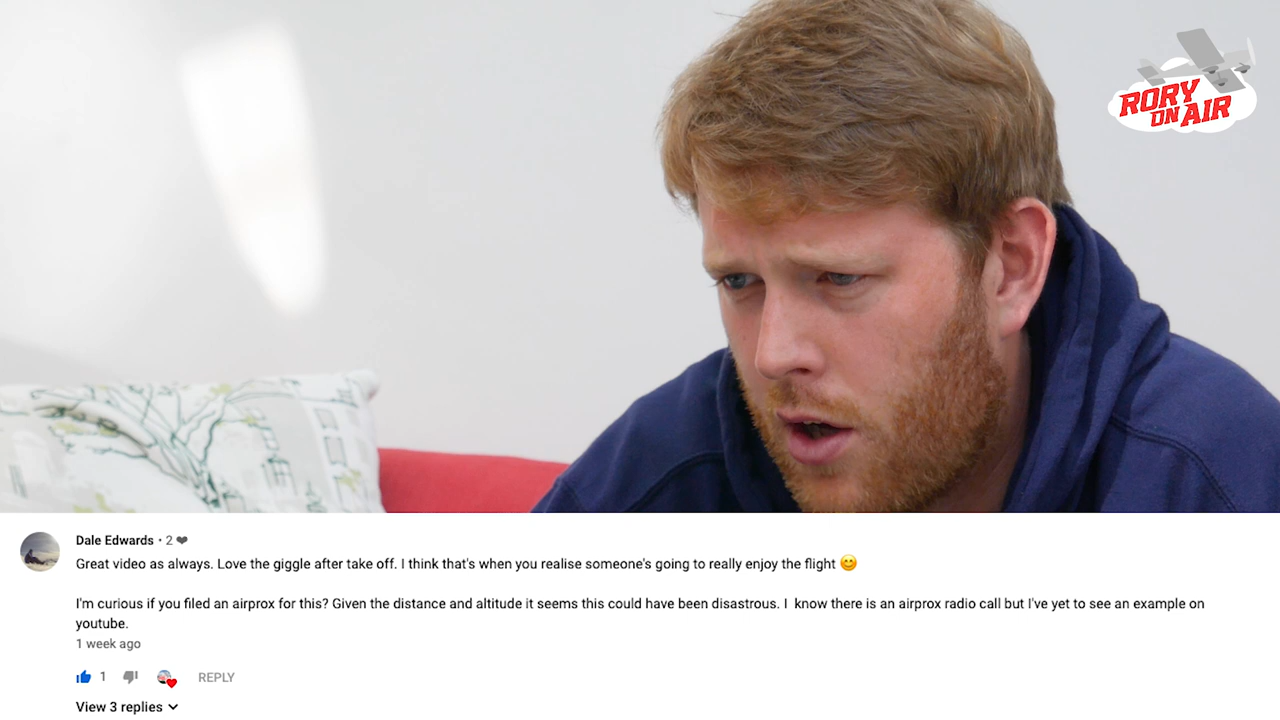 RORY
ON AIR
Dale Edwards • 2 ❤
Great video as always. Love the giggle after take off. I think that's when you realise someone's going to really enjoy the flight 😊
I'm curious if you filed an airprox for this? Given the distance and altitude it seems this could have been disastrous. I  know there is an airprox radio call but I've yet to see an example on
youtube.
1 week ago
1 REPLY
View 3 replies